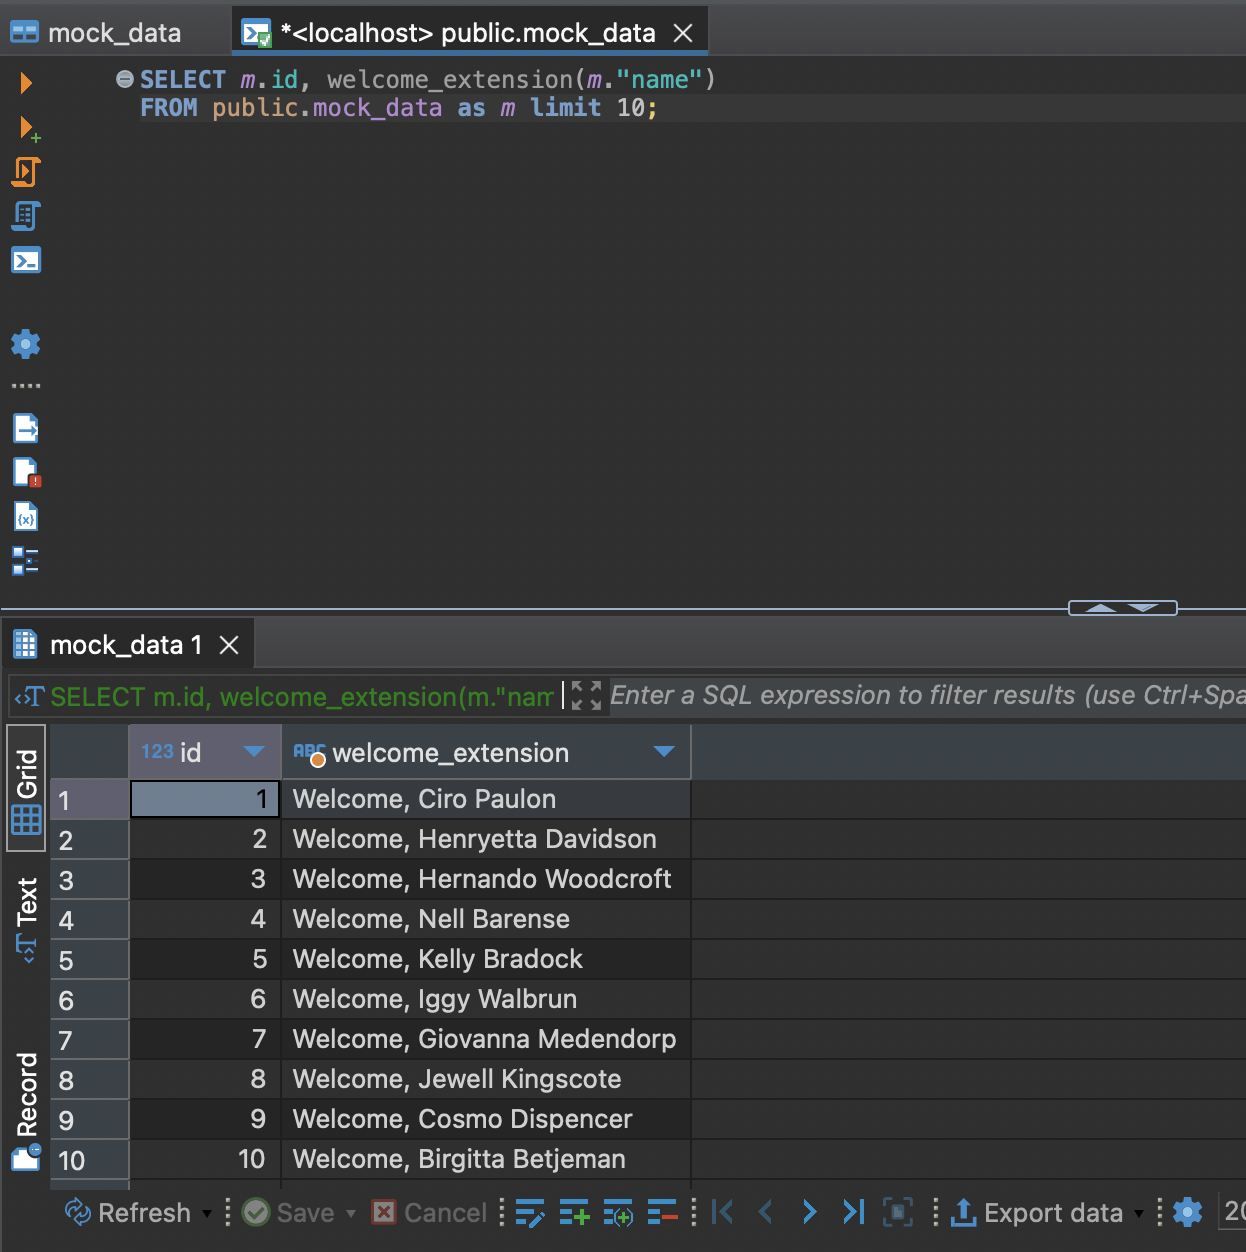 mock_data
*<localhost> public.mock_data
SELECT m.id, welcome_extension(m."name")
FROM public.mock_data as m limit 10;
mock_data 1
SELECT m.id, welcome_extension(m."nam
Enter a SQL expression to filter results (use Ctrl+Spa
Grid
Text
Record
123 id
ABC welcome_extension
1 1 Welcome, Ciro Paulon
2 2 Welcome, Henryetta Davidson
3 3 Welcome, Hernando Woodcroft
4 4 Welcome, Nell Barense
5 5 Welcome, Kelly Bradock
6 6 Welcome, Iggy Walbrun
7 7 Welcome, Giovanna Medendorp
8 8 Welcome, Jewell Kingscote
9 9 Welcome, Cosmo Dispencer
10 10 Welcome, Birgitta Betjeman
Refresh
Save
Cancel
Export data
20